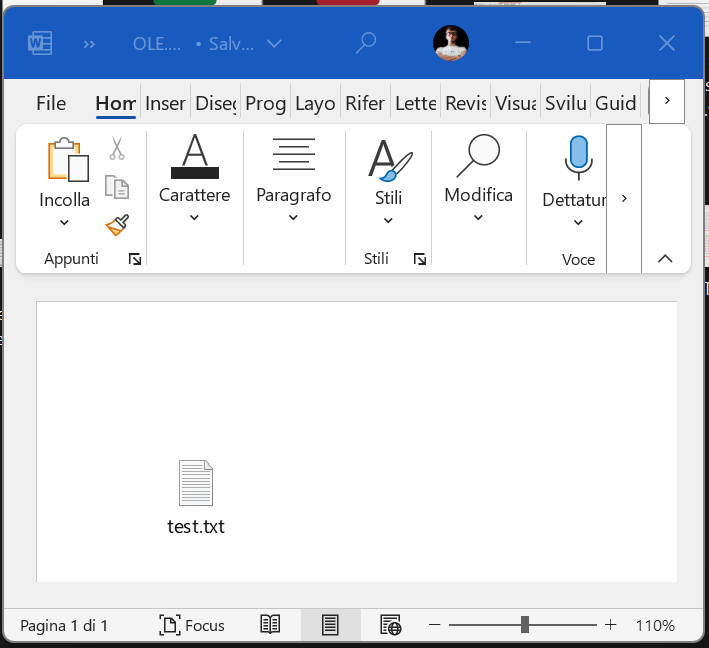 OLE.... • Salv...
File Hom Inser Diseg Prog Layo Rifer Lette Revis Visua Svilu Guid
Incolla
Carattere
Paragrafo
Stili
Modifica
Dettatur
Appunti
Stili
Voce
test.txt
Pagina 1 di 1 Focus 110%